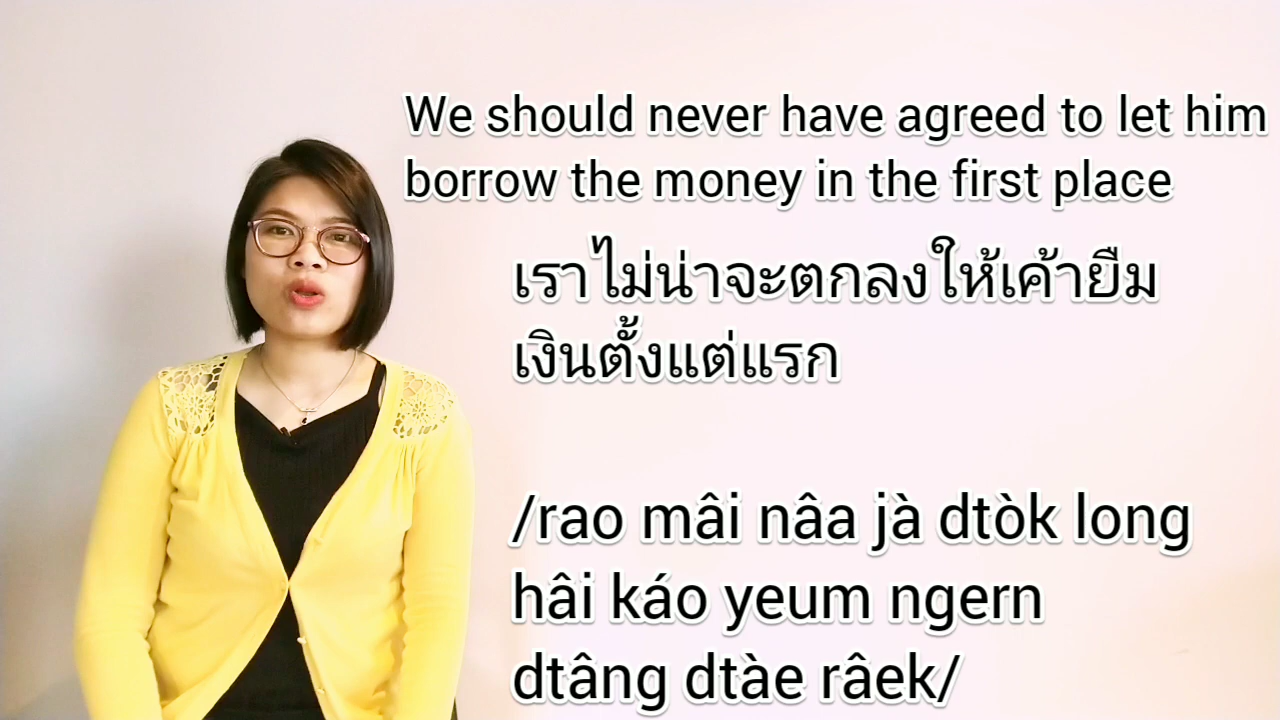 We should never have agreed to let him
borrow the money in the first place
เราไม่น่าจะตกลงให้เค้ายืม
เงินตั้งแต่แรก
/rao mâi nâa jà dtòk long
hâi káo yeum ngern
dtâng dtàe râek/